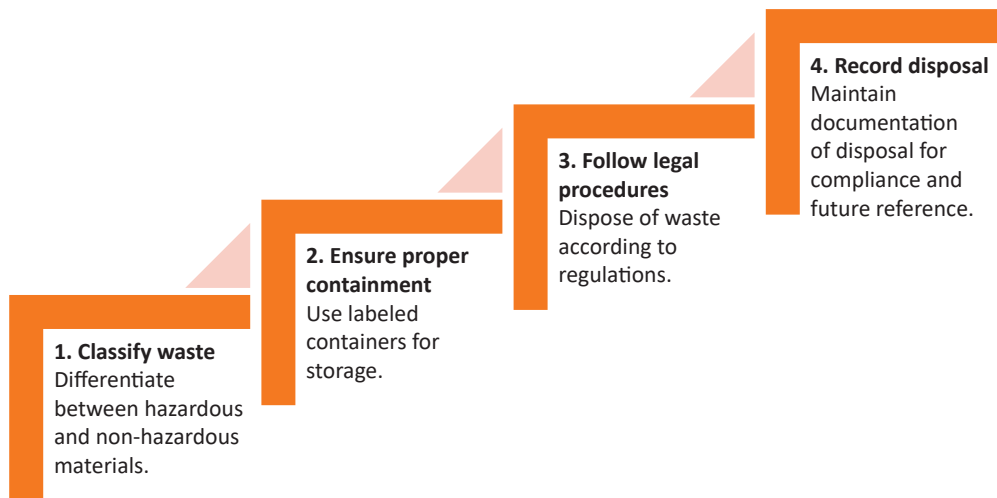 1. Classify waste
Differentiate
between hazardous
and non-hazardous
materials.
2. Ensure proper
containment
Use labeled
containers for
storage.
3. Follow legal
procedures
Dispose of waste
according to
regulations.
4. Record disposal
Maintain
documentation
of disposal for
compliance and
future reference.